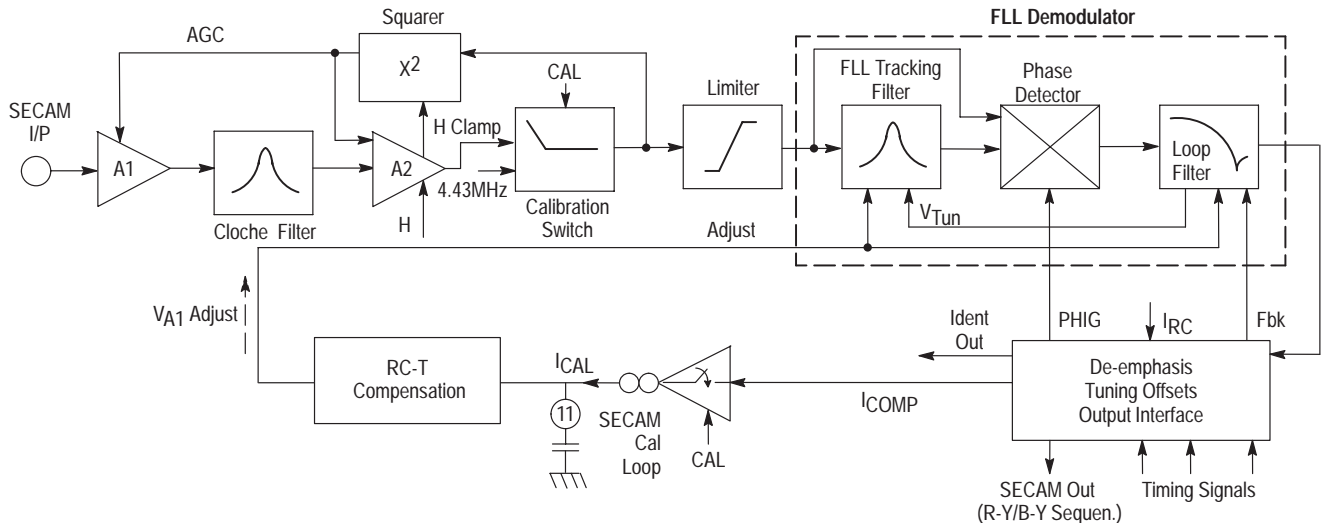 Squarer
FLL Demodulator
AGC
X2
CAL
FLL Tracking
Filter
Phase
Detector
Limiter
SECAM
I/P
H Clamp
A1
A2
Loop
Filter
4.43MHz
Cloche Filter
H
Calibration
Switch
VTun
Adjust
VA1 Adjust
Ident
Out
PHIG
IRC
Fbk
RC-T
Compensation
ICAL
De-emphasis
Tuning Offsets
Output Interface
11
SECAM
Cal
Loop
ICOMP
CAL
SECAM Out
(R-Y/B-Y Sequen.)
Timing Signals